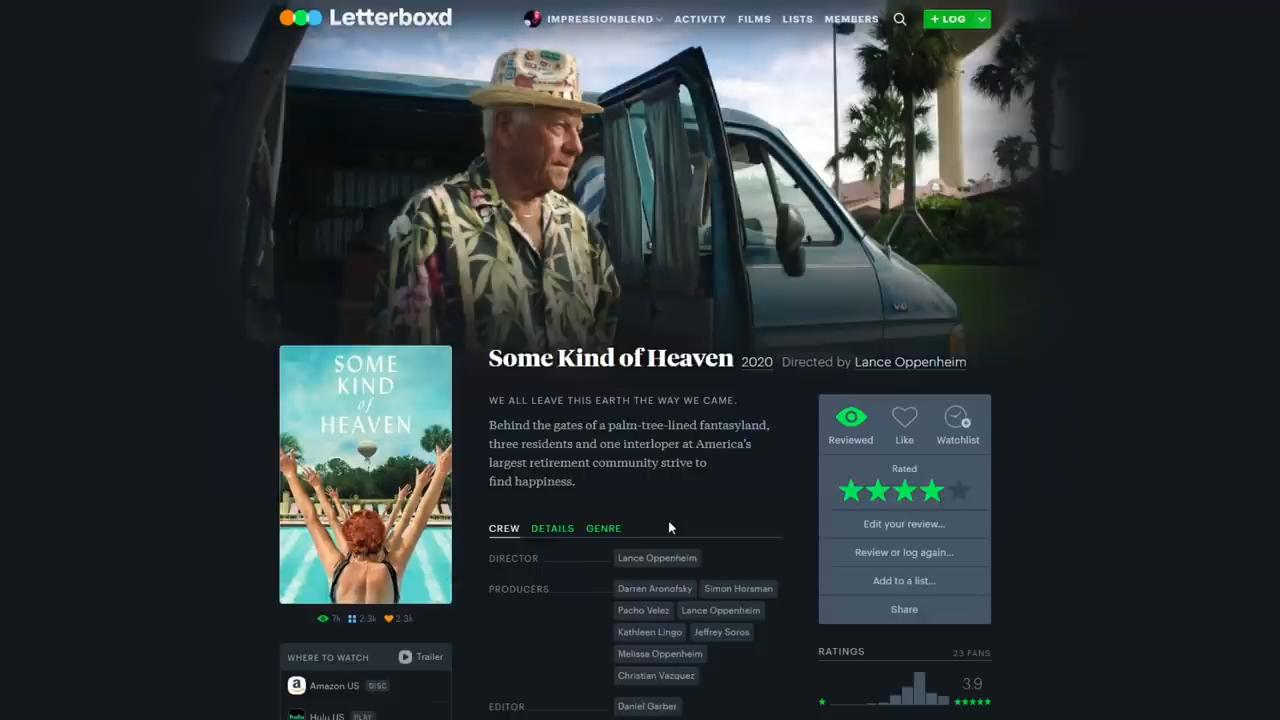 Letterboxd
IMPRESSIONBLEND ACTIVITY FILMS LISTS MEMBERS + LOG
Some Kind of Heaven 2020 Directed by Lance Oppenheim
SOME
KIND
of
HEAVEN
WE ALL LEAVE THIS EARTH THE WAY WE CAME.
Behind the gates of a palm-tree-lined fantasyland,
three residents and one interloper at America's
largest retirement community strive to
find happiness.
CREW DETAILS GENRE
DIRECTOR Lance Oppenheim
PRODUCERS Darren Aronofsky Simon Horsman
Pacho Velez Lance Oppenheim
Kathleen Lingo Jeffrey Soros
Melissa Oppenheim
Christian Vazquez
EDITOR Daniel Garber
7k 2.3k 2.3k
WHERE TO WATCH Trailer
Amazon US DISC
hulu Hulu US PLAY
Reviewed Like Watchlist
Rated
Edit your review...
Review or log again...
Add to a list...
Share
RATINGS 23 FANS
3.9